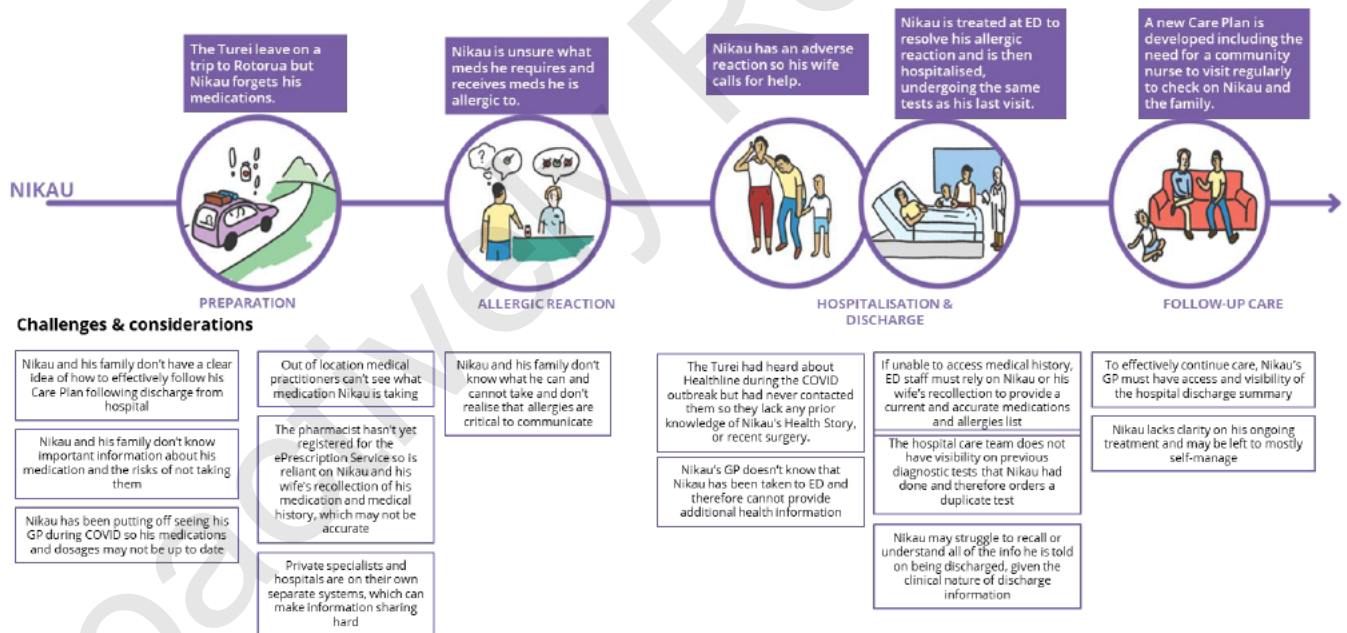 The Turei leave on a
trip to Rotorua but
Nikau forgets his
medications.
Nikau is unsure what
meds he requires and
receives meds he is
allergic to.
Nikau has an adverse
reaction so his wife
calls for help.
Nikau is treated at ED to
resolve his allergic
reaction and is then
hospitalised,
undergoing the same
tests as his last visit.
A new Care Plan is
developed including the
need for a community
nurse to visit regularly
to check on Nikau and
the family.
NIKAU
PREPARATION
ALLERGIC REACTION
HOSPITALISATION &
DISCHARGE
FOLLOW-UP CARE
Challenges & considerations
Nikau and his family don't have a clear
idea of how to effectively follow his
Care Plan following discharge from
hospital
Nikau and his family don't know
important information about his
medication and the risks of not taking
them
Nikau has been putting off seeing his
GP during COVID so his medications
and dosages may not be up to date
Out of location medical
practitioners can't see what
medication Nikau is taking
The pharmacist hasn't yet
registered for the
ePrescription Service so is
reliant on Nikau and his
wife's recollection of his
medication and medical
history, which may not be
accurate
Private specialists and
hospitals are on their own
separate systems, which can
make information sharing
hard
Nikau and his family don't
know what he can and
cannot take and don't
realise that allergies are
critical to communicate
The Turei had heard about
Healthline during the COVID
outbreak but had never contacted
them so they lack any prior
knowledge of Nikau's Health Story,
or recent surgery.
Nikau's GP doesn't know that
Nikau has been taken to ED and
therefore cannot provide
additional health information
If unable to access medical history,
ED staff must rely on Nikau or his
wife's recollection to provide a
current and accurate medications
and allergies list
The hospital care team does not
have visibility on previous
diagnostic tests that Nikau had
done and therefore orders a
duplicate test
Nikau may struggle to recall or
understand all of the info he is told
on being discharged, given the
clinical nature of discharge
information
To effectively continue care, Nikau's
GP must have access and visibility of
the hospital discharge summary
Nikau lacks clarity on his ongoing
treatment and may be left to mostly
self-manage